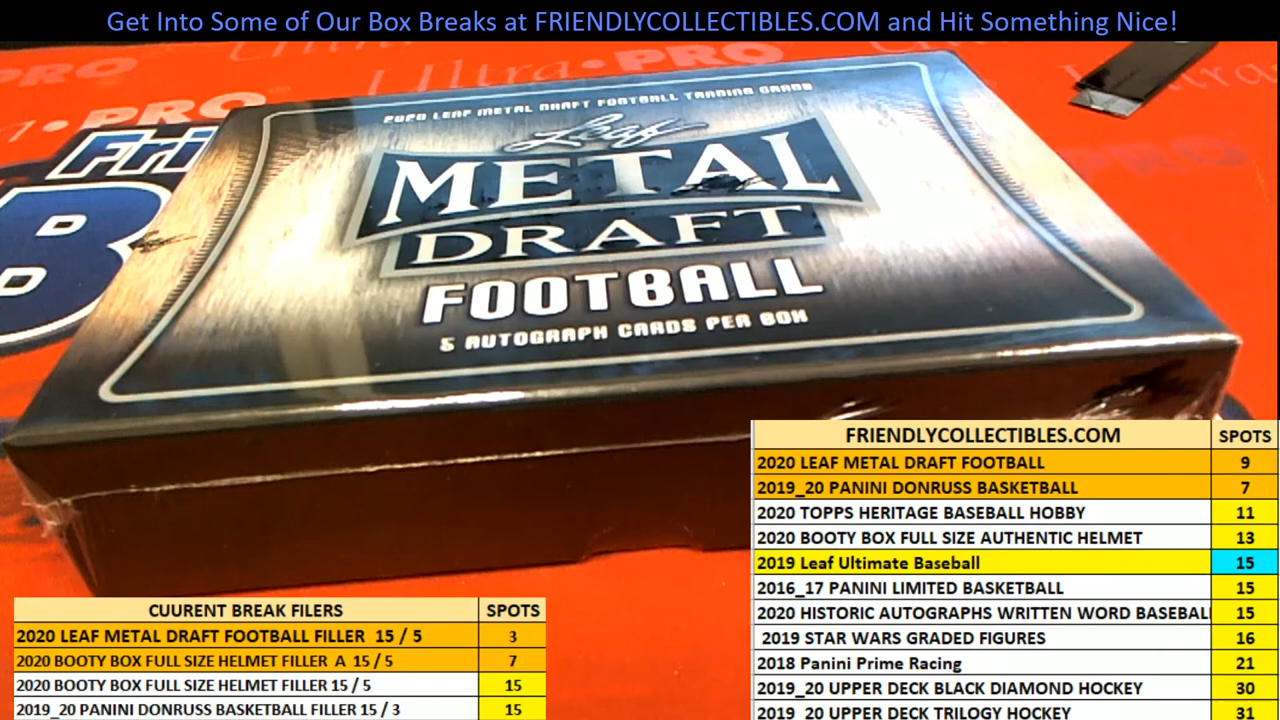 Get Into Some of Our Box Breaks at FRIENDLYCOLLECTIBLES.COM and Hit Something Nice!
Ultra•PRO
PRO
PRO
Ultra
2020 LEAF METAL DRAFT FOOTBALL TRADING CARDS
Leaf
METAL
DRAFT
FOOTBALL
5 AUTOGRAPH CARDS PER BOX
Fri
B
FRIENDLYCOLLECTIBLES.COM SPOTS
2020 LEAF METAL DRAFT FOOTBALL 9
2019_20 PANINI DONRUSS BASKETBALL 7
2020 TOPPS HERITAGE BASEBALL HOBBY 11
2020 BOOTY BOX FULL SIZE AUTHENTIC HELMET 13
2019 Leaf Ultimate Baseball 15
2016_17 PANINI LIMITED BASKETBALL 15
2020 HISTORIC AUTOGRAPHS WRITTEN WORD BASEBALL 15
2019 STAR WARS GRADED FIGURES 16
2018 Panini Prime Racing 21
2019_20 UPPER DECK BLACK DIAMOND HOCKEY 30
2019_20 UPPER DECK TRILOGY HOCKEY 31
CUURENT BREAK FILERS SPOTS
2020 LEAF METAL DRAFT FOOTBALL FILLER 15 / 5 3
2020 BOOTY BOX FULL SIZE HELMET FILLER A 15 / 5 7
2020 BOOTY BOX FULL SIZE HELMET FILLER 15 / 5 15
2019_20 PANINI DONRUSS BASKETBALL FILLER 15 / 3 15